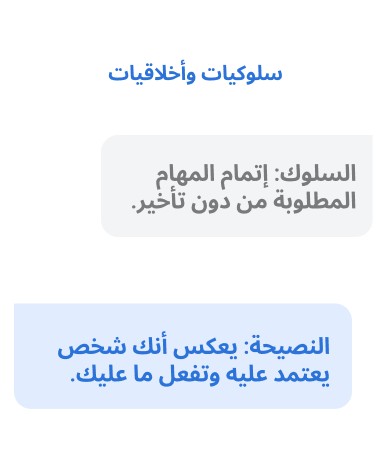 سلوكيات وأخلاقيات
السلوك: إتمام المهام
المطلوبة من دون تأخير.
النصيحة: يعكس أنك شخص
يعتمد عليه وتفعل ما عليك.